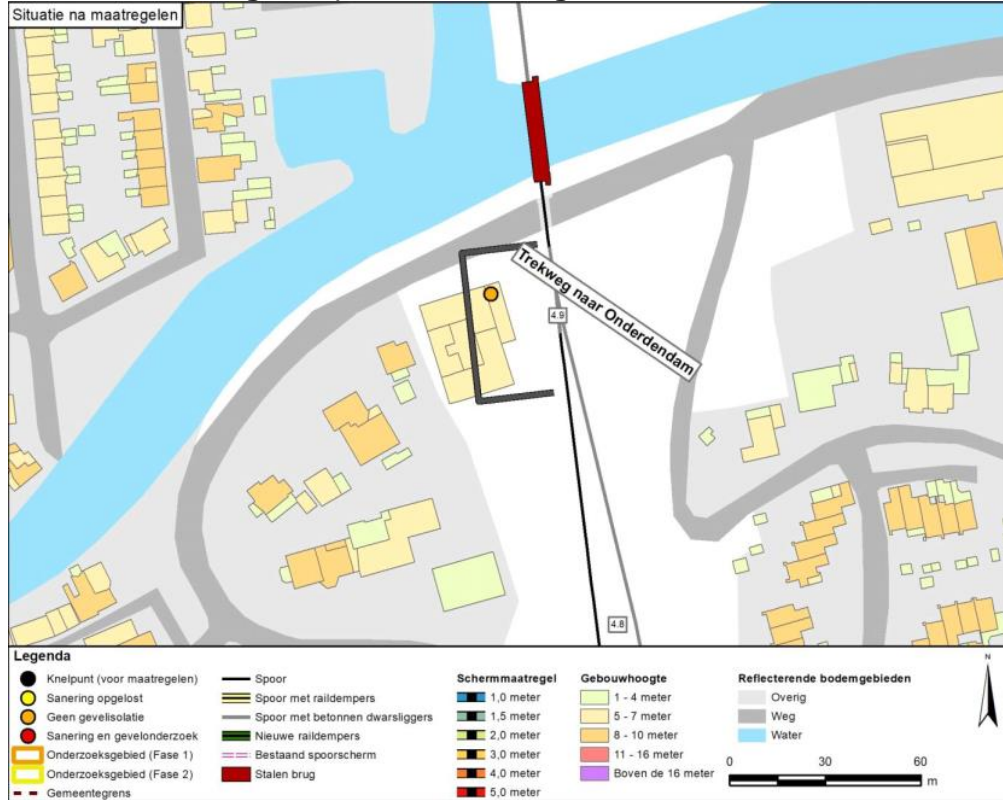 Situatie na maatregelen
Trekweg naar Onderdendam
4.9
4.8
Legenda
Knelpunt (voor maatregelen)
Sanering opgelost
Geen gevelisolatie
Sanering en gevelonderzoek
Onderzoeksgebied (Fase 1)
Onderzoeksgebied (Fase 2)
Gemeentegrens
Spoor
Spoor met raildempers
Spoor met betonnen dwarsliggers
Nieuwe raildempers
Bestaand spoorscherm
Stalen brug
Schermmaatregel
1,0 meter
1,5 meter
2,0 meter
3,0 meter
4,0 meter
5,0 meter
Gebouwhoogte
1 - 4 meter
5 - 7 meter
8 - 10 meter
11 - 16 meter
Boven de 16 meter
Reflecterende bodemgebieden
Overig
Weg
Water
N
0 30 60
m